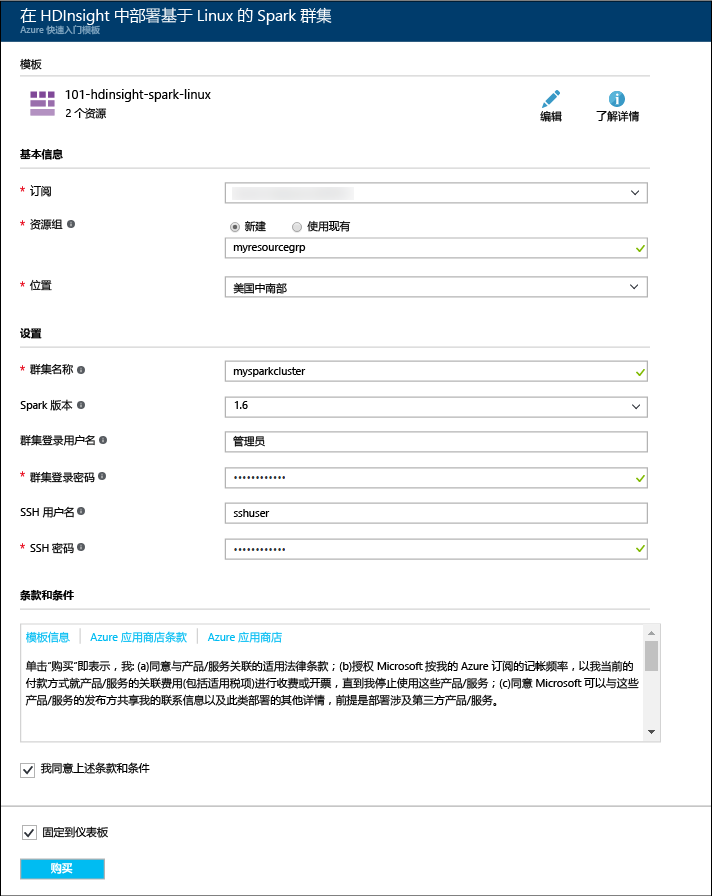 在 HDInsight 中部署基于 Linux 的 Spark 群集
Azure 快速入门模板
模板
101-hdinsight-spark-linux
2 个资源
编辑
了解详情
基本信息
* 订阅
* 资源组
新建
使用现有
myresourcegrp
* 位置
美国中南部
设置
* 群集名称
mysparkcluster
Spark 版本
1.6
群集登录用户名
管理员
* 群集登录密码
••••••••••••
SSH 用户名
sshuser
* SSH 密码
••••••••••••
条款和条件
模板信息
Azure 应用商店条款
Azure 应用商店
单击“购买”即表示，我: (a)同意与产品/服务关联的适用法律条款；(b)授权 Microsoft 按我的 Azure 订阅的记帐频率，以我当前的
付款方式就产品/服务的关联费用(包括适用税项)进行收费或开票，直到我停止使用这些产品/服务；(c)同意 Microsoft 可以与这些
产品/服务的发布方共享我的联系信息以及此类部署的其他详情，前提是部署涉及第三方产品/服务。
我同意上述条款和条件
固定到仪表板
购买